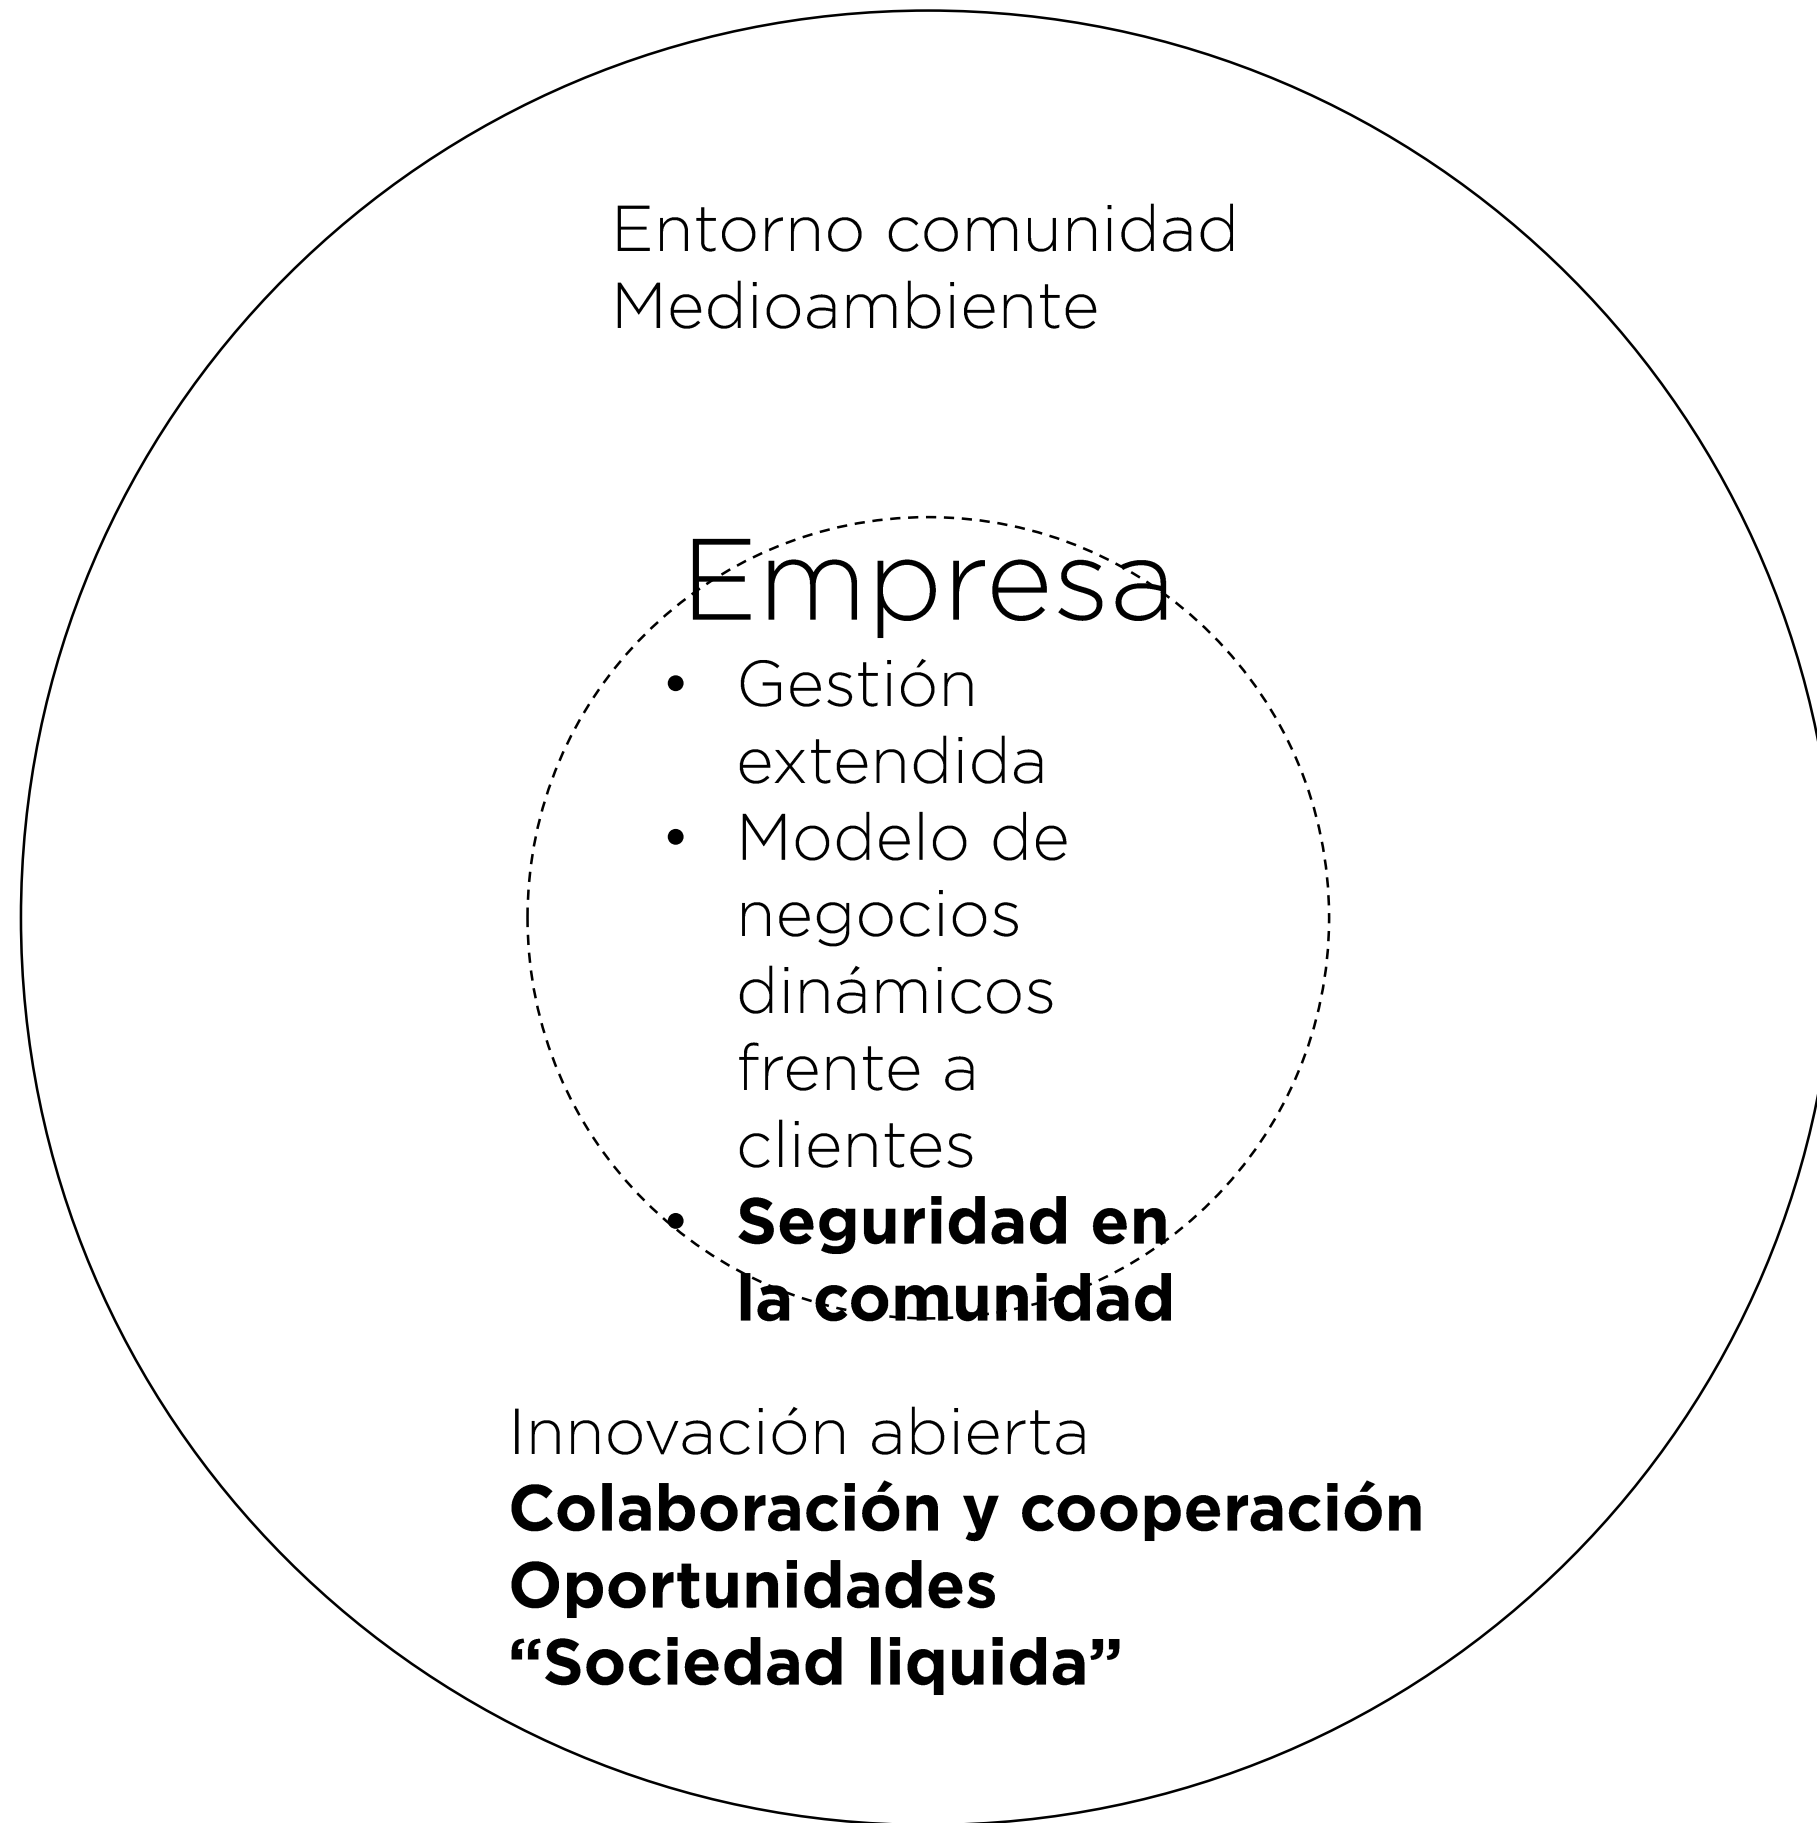 Entorno comunidad
Medioambiente
Empresa
• Gestión
extendida
• Modelo de
negocios
dinámicos
frente a
clientes
• Seguridad en
la comunidad
Innovación abierta
Colaboración y cooperación
Oportunidades
“Sociedad liquida”